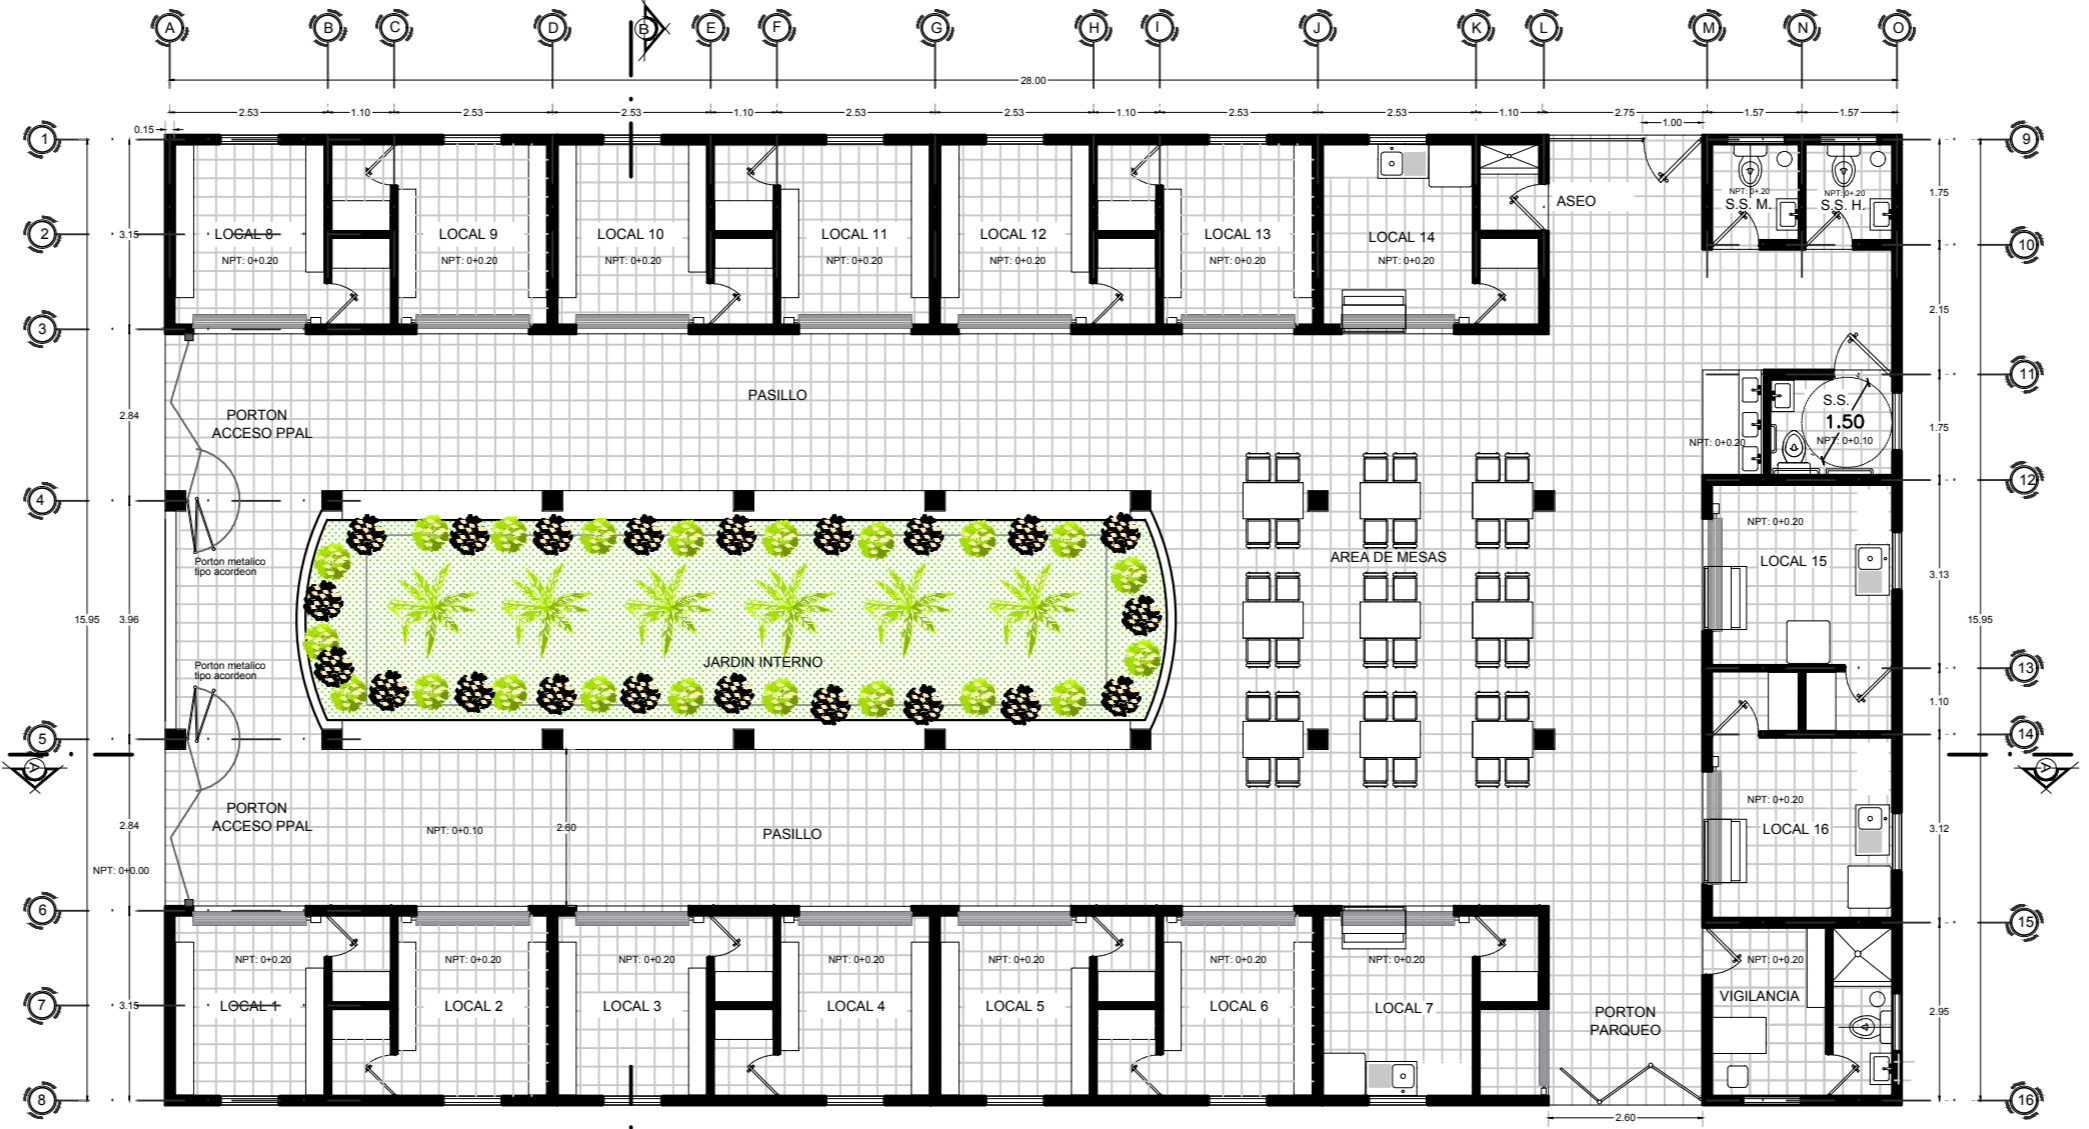 A B C D B E F G H I J K L M N O
28.00
2.53 1.10 2.53 2.53 1.10 2.53 2.53 1.10 2.53 2.53 1.10 2.75 1.57 1.57
0.15
1.00
1 9
1.75
NPT: 0+.20 NPT: 0+.20
S.S. M. S.S. H.
ASEO
2 3.15 LOCAL 8 LOCAL 9 LOCAL 10 LOCAL 11 LOCAL 12 LOCAL 13 LOCAL 14 10
NPT: 0+0.20 NPT: 0+0.20 NPT: 0+0.20 NPT: 0+0.20 NPT: 0+0.20 NPT: 0+0.20 NPT: 0+0.20
3 2.15
11
PASILLO
S.S.
2.84 PORTON 1.50 1.75
ACCESO PPAL NPT: 0+0.20 NPT: 0+0.10
12
4
NPT: 0+0.20
AREA DE MESAS LOCAL 15
Porton metalico
tipo acordeon
3.13
15.95 3.96 15.95
JARDIN INTERNO
Porton metalico
tipo acordeon
13
1.10
5 14
A A
NPT: 0+0.20
PORTON
ACCESO PPAL
2.84 NPT: 0+0.10 2.60 PASILLO LOCAL 16 3.12
NPT: 0+0.00
6 15
NPT: 0+0.20 NPT: 0+0.20 NPT: 0+0.20 NPT: 0+0.20 NPT: 0+0.20 NPT: 0+0.20 NPT: 0+0.20 NPT: 0+0.20
VIGILANCIA
7 3.15 LOCAL 1 LOCAL 2 LOCAL 3 LOCAL 4 LOCAL 5 LOCAL 6 LOCAL 7 2.95
PORTON
PARQUEO
8 16
2.60